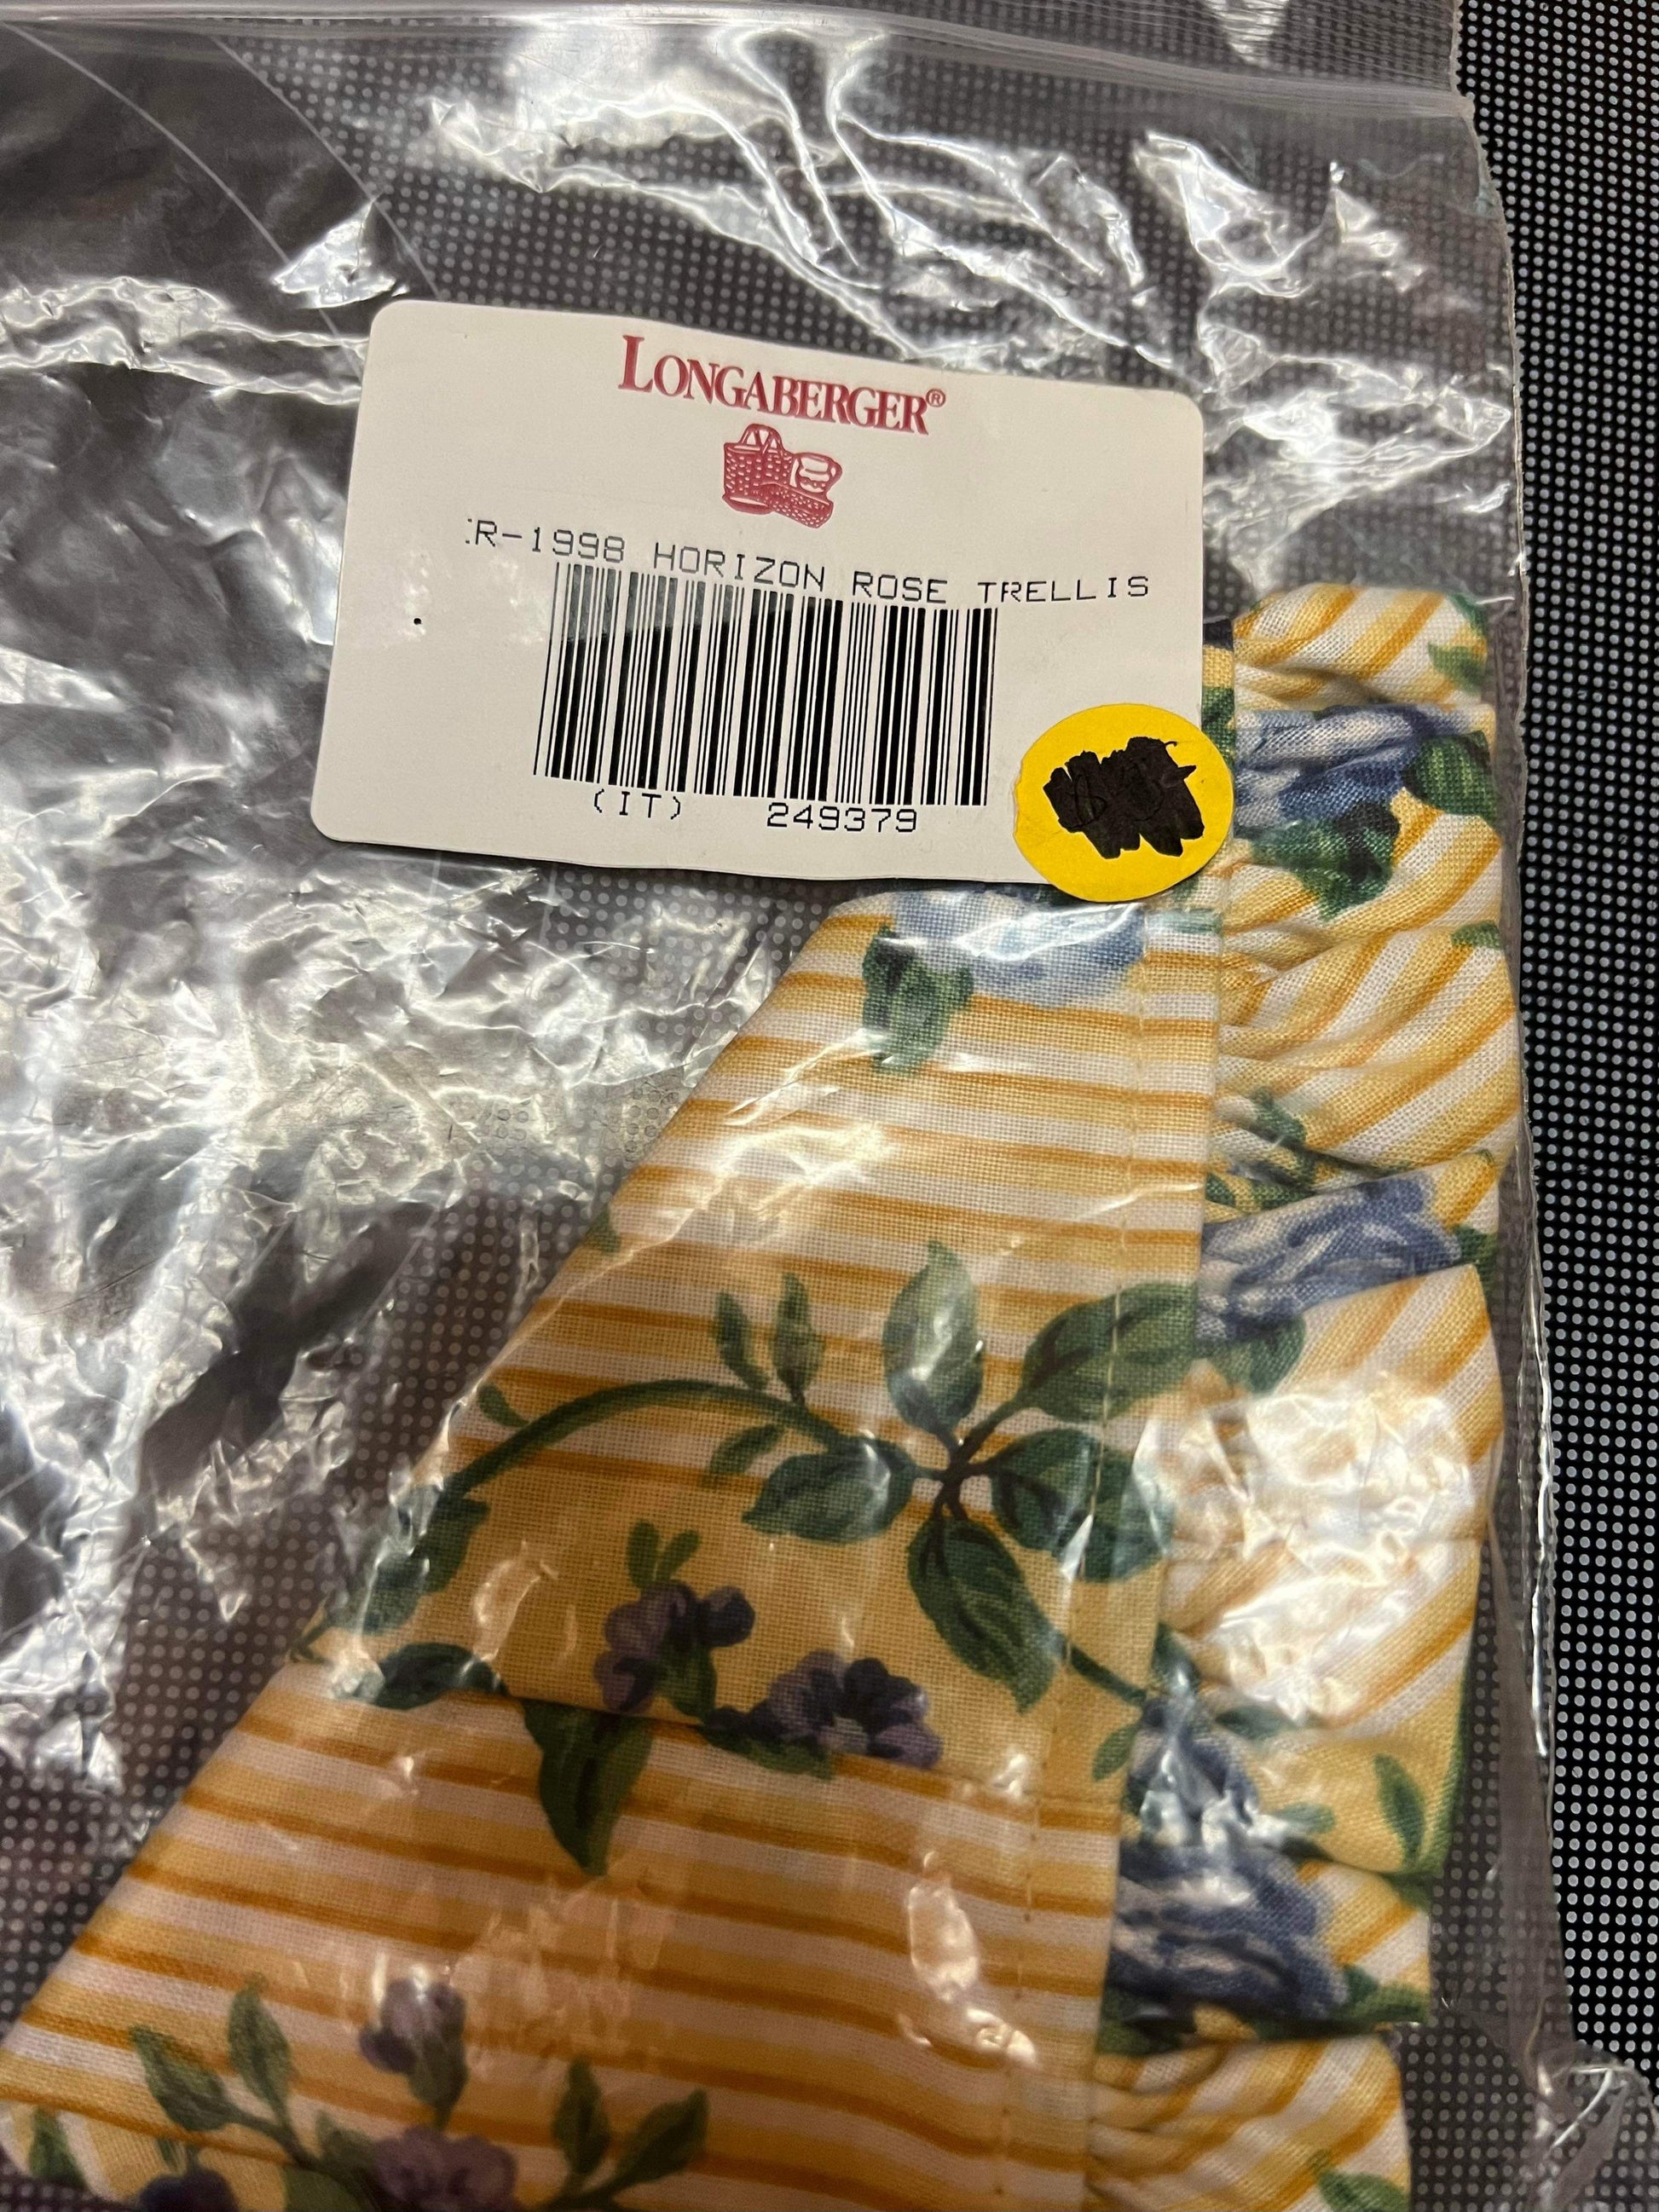 LONGABERGER®
R-1998 HORIZON ROSE TRELLIS
(IT) 249379